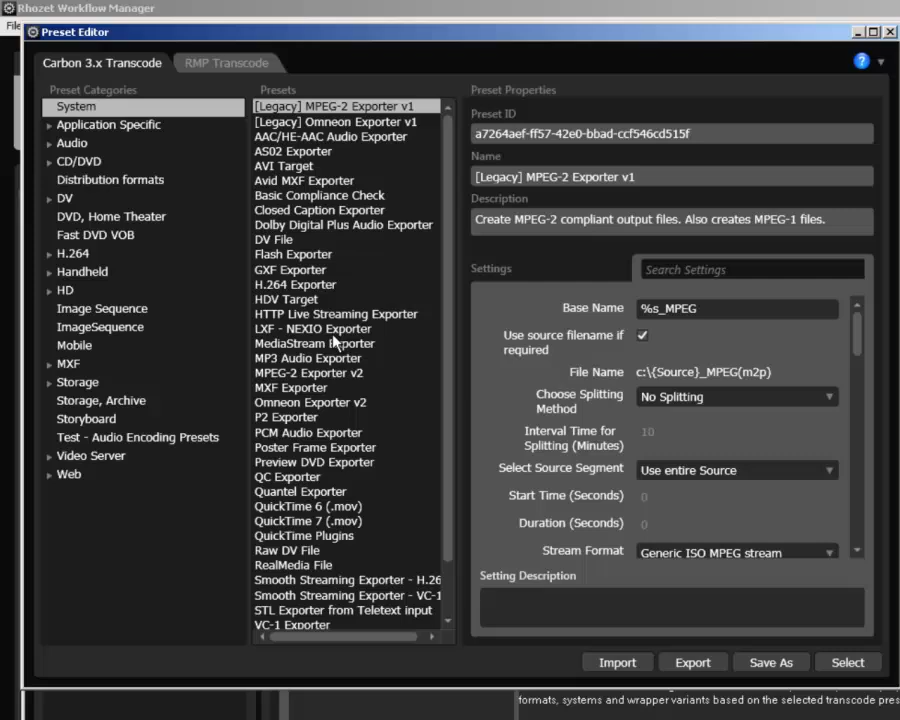 Rhozet Workflow Manager
File
Preset Editor
Carbon 3.x Transcode
RMP Transcode
?
Preset Categories
System
Application Specific
Audio
CD/DVD
Distribution formats
DV
DVD, Home Theater
Fast DVD VOB
H.264
Handheld
HD
Image Sequence
ImageSequence
Mobile
MXF
Storage
Storage, Archive
Storyboard
Test - Audio Encoding Presets
Video Server
Web
Presets
[Legacy] MPEG-2 Exporter v1
[Legacy] Omneon Exporter v1
AAC/HE-AAC Audio Exporter
AS02 Exporter
AVI Target
Avid MXF Exporter
Basic Compliance Check
Closed Caption Exporter
Dolby Digital Plus Audio Exporter
DV File
Flash Exporter
GXF Exporter
H.264 Exporter
HDV Target
HTTP Live Streaming Exporter
LXF - NEXIO Exporter
MediaStream Exporter
MP3 Audio Exporter
MPEG-2 Exporter v2
MXF Exporter
Omneon Exporter v2
P2 Exporter
PCM Audio Exporter
Poster Frame Exporter
Preview DVD Exporter
QC Exporter
Quantel Exporter
QuickTime 6 (.mov)
QuickTime 7 (.mov)
QuickTime Plugins
Raw DV File
RealMedia File
Smooth Streaming Exporter - H.26
Smooth Streaming Exporter - VC-1
STL Exporter from Teletext input
VC-1 Exporter
Preset Properties
Preset ID
a7264aef-ff57-42e0-bbad-ccf546cd515f
Name
[Legacy] MPEG-2 Exporter v1
Description
Create MPEG-2 compliant output files. Also creates MPEG-1 files.
Settings
Search Settings
Base Name %s_MPEG
Use source filename if
required
File Name c:\{Source}_MPEG(m2p)
Choose Splitting
Method
No Splitting
Interval Time for
Splitting (Minutes)
10
Select Source Segment Use entire Source
Start Time (Seconds) 0
Duration (Seconds) 0
Stream Format Generic ISO MPEG stream
Setting Description
Import Export Save As Select
formats, systems and wrapper variants based on the selected transcode pres